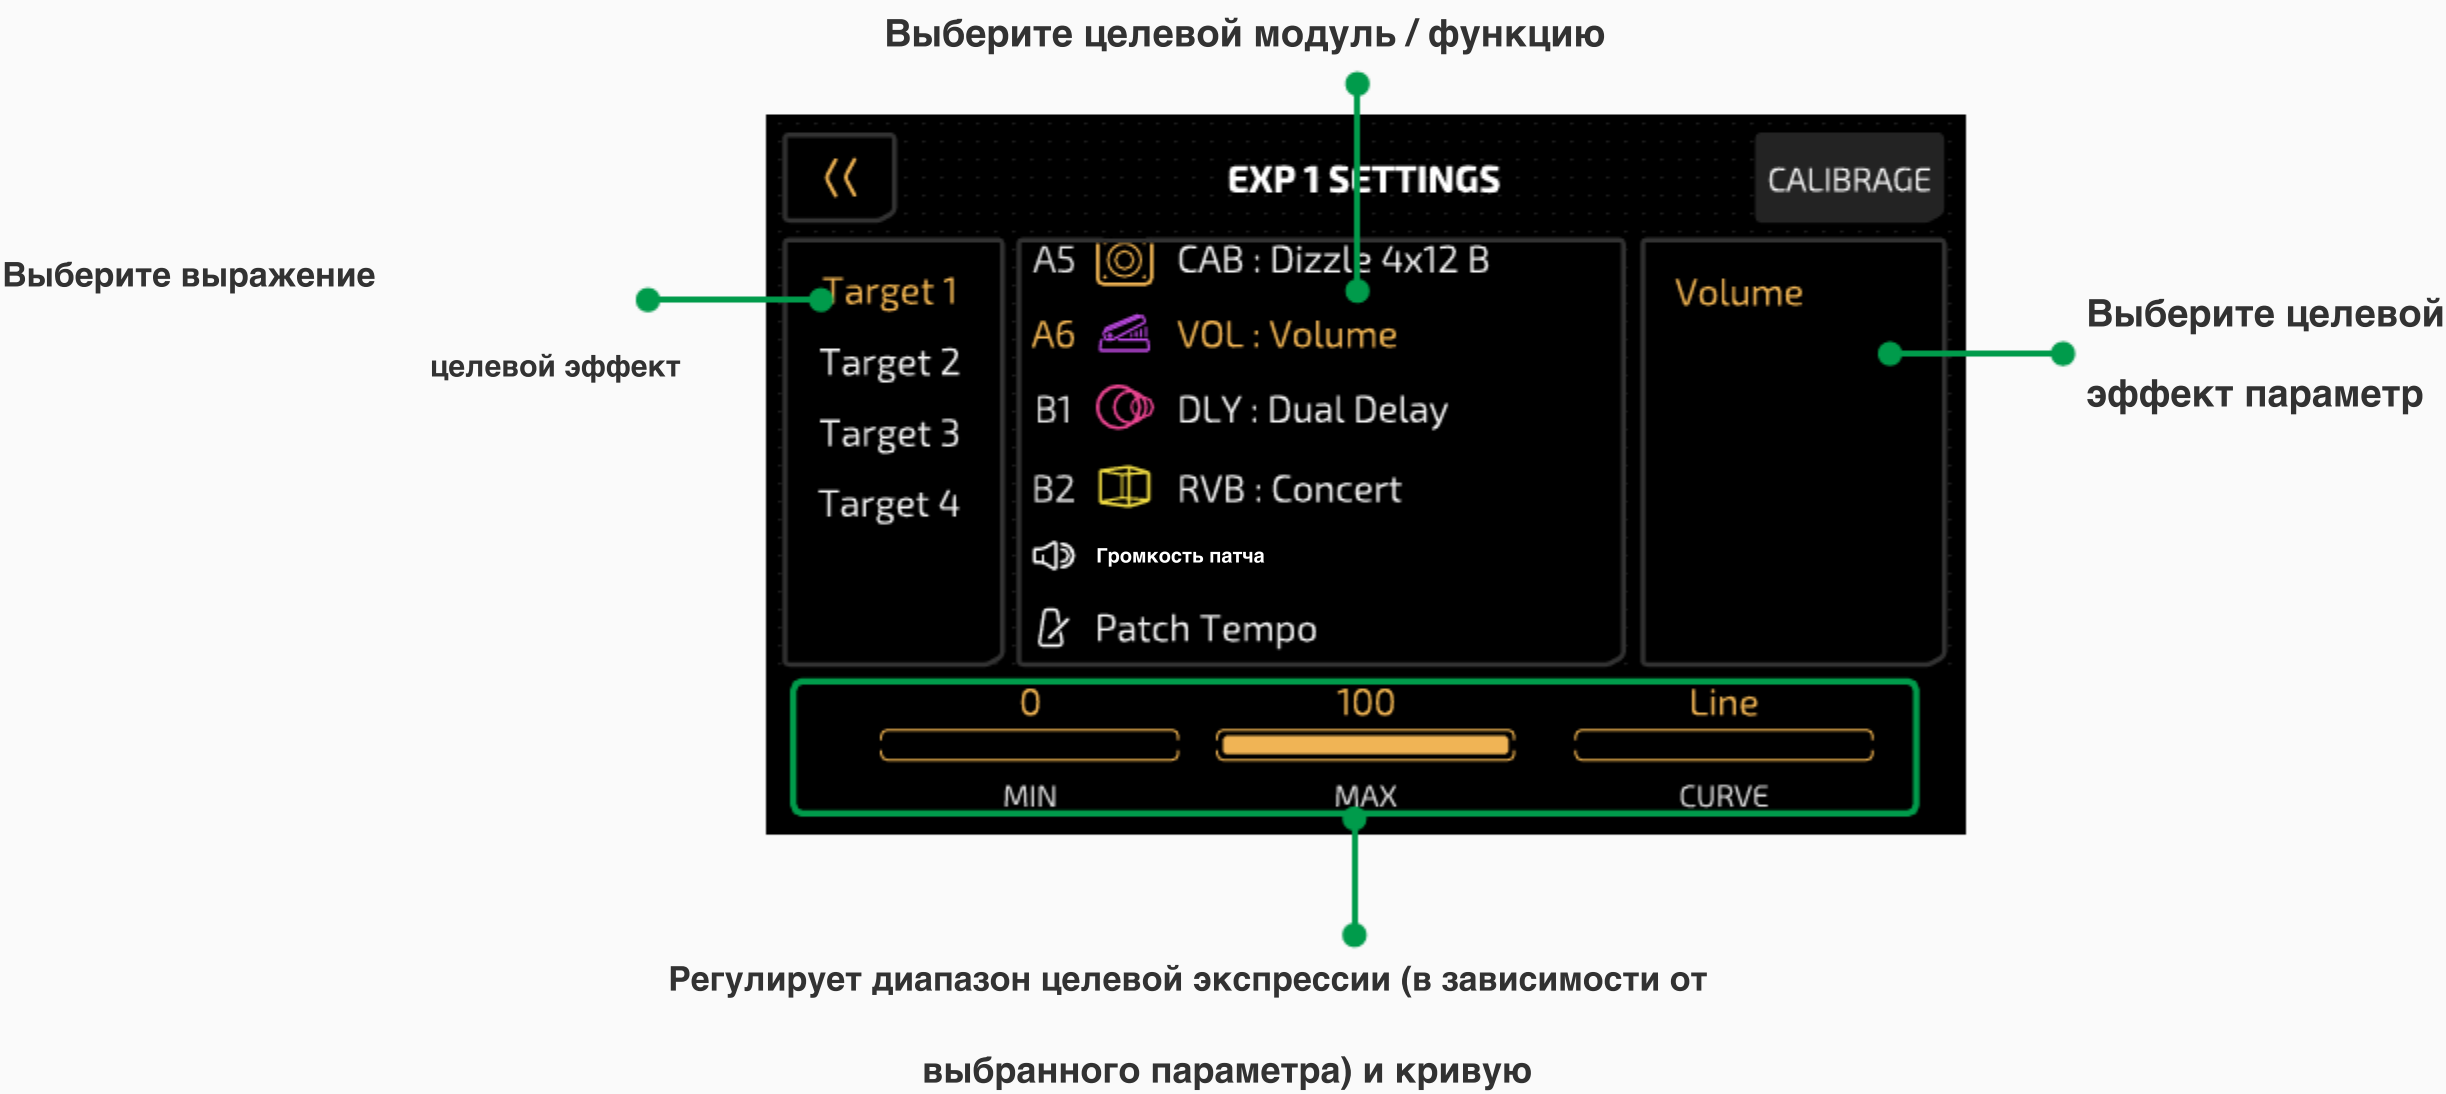 Выберите целевой модуль / функцию
EXP 1 SETTINGS
CALIBRAGE
Выберите выражение
целевой эффект
Target 1
Target 2
Target 3
Target 4
A5 CAB : Dizzle 4x12 B
A6 VOL : Volume
B1 DLY : Dual Delay
B2 RVB : Concert
Громкость патча
Patch Tempo
Volume
Выберите целевой
эффект параметр
0 100 Line
MIN MAX CURVE
Регулирует диапазон целевой экспрессии (в зависимости от
выбранного параметра) и кривую